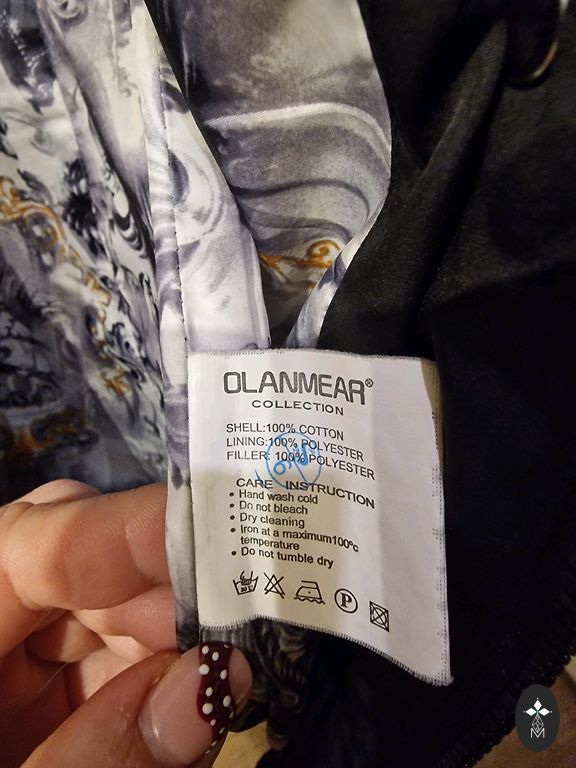 OLANMEAR®
COLLECTION
SHELL:100% COTTON
LINING:100% POLYESTER
FILLER: 100% POLYESTER
CARE INSTRUCTION
• Hand wash cold
• Do not bleach
• Dry cleaning
• Iron at a maximum100°c
temperature
• Do not tumble dry
P
M